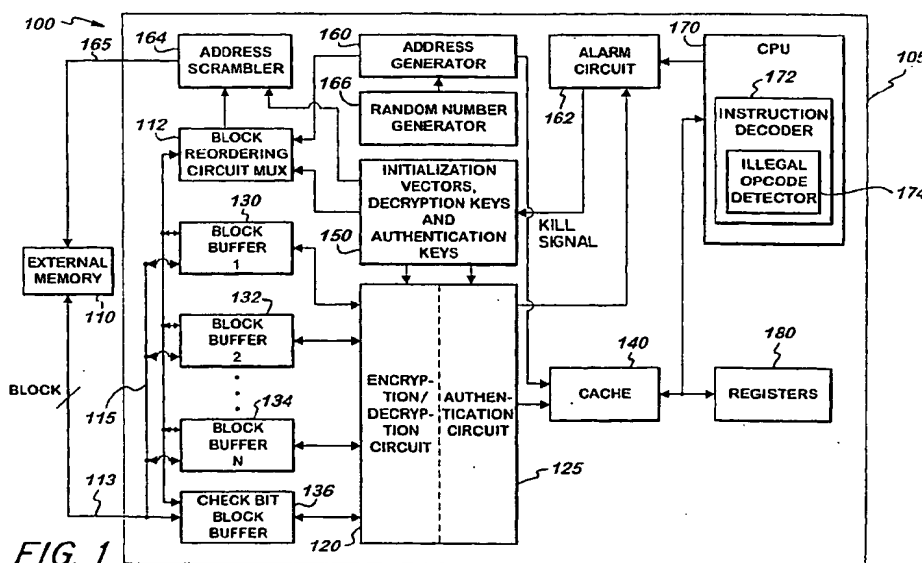 100
165
164
ADDRESS
SCRAMBLER
160
ADDRESS
GENERATOR
166
RANDOM NUMBER
GENERATOR
ALARM
CIRCUIT
162
170
CPU
172
INSTRUCTION
DECODER
ILLEGAL
OPCODE
DETECTOR
174
105
112
BLOCK
REORDERING
CIRCUIT MUX
INITIALIZATION
VECTORS,
DECRYPTION KEYS
AND
AUTHENTICATION
KEYS
150
KILL
SIGNAL
130
BLOCK BUFFER
1
EXTERNAL
MEMORY
110
132
BLOCK BUFFER
2
BLOCK
115
134
BLOCK
BUFFER
N
113
CHECK BIT
BLOCK
BUFFER
136
ENCRYP-
TION/
DECRYP-
TION
CIRCUIT
120
AUTHEN-
TICATION
CIRCUIT
125
140
CACHE
180
REGISTERS
FIG. 1